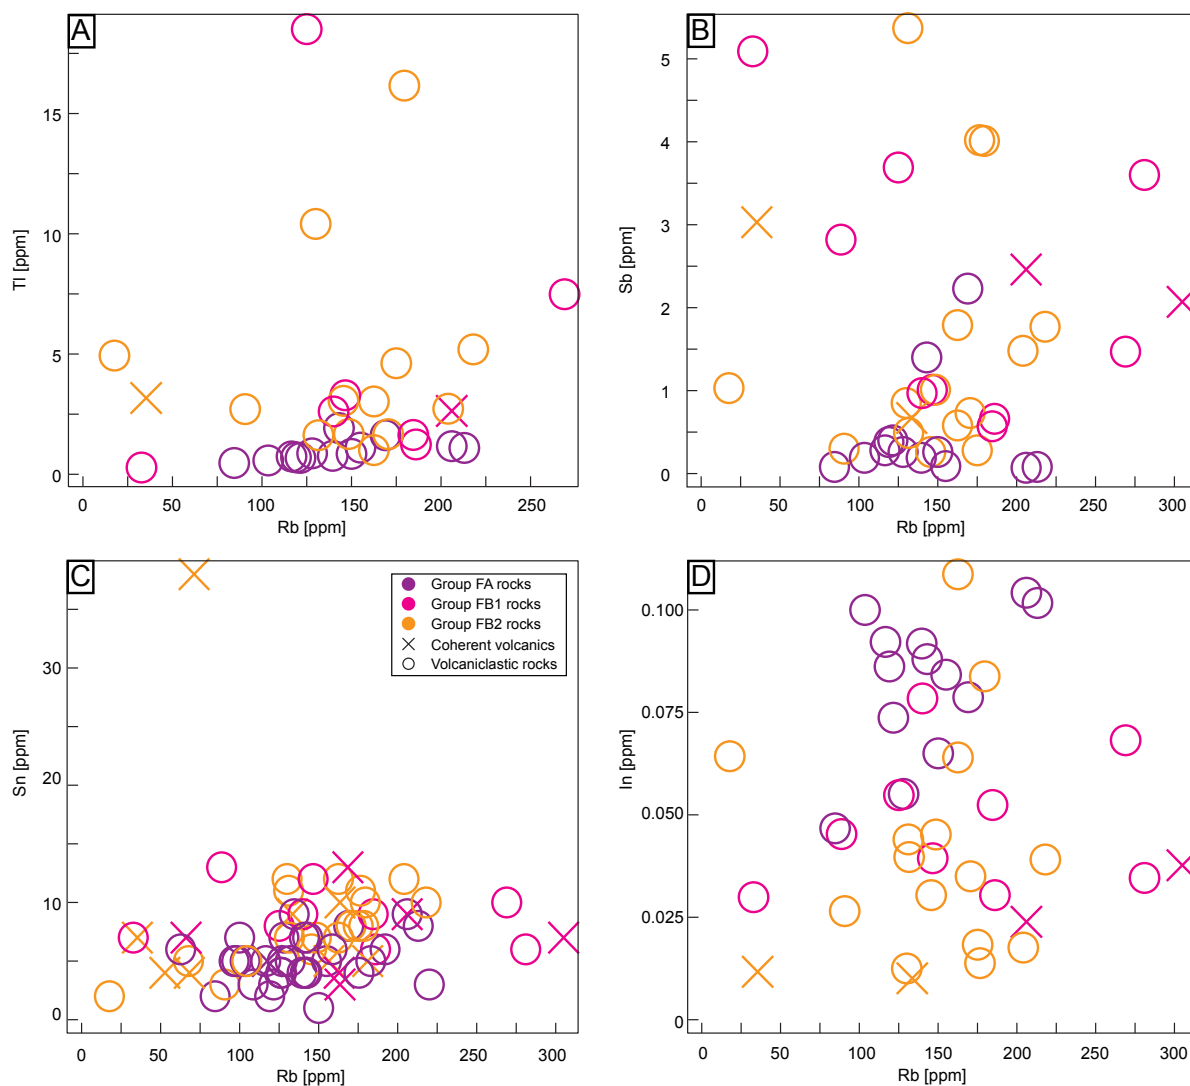 A
Tl [ppm]
15
10
5
0
0
50
100
150
200
250
Rb [ppm]
B
Sb [ppm]
5
4
3
2
1
0
0
50
100
150
200
250
300
Rb [ppm]
C
Group FA rocks
Group FB1 rocks
Group FB2 rocks
Coherent volcanics
Volcaniclastic rocks
Sn [ppm]
30
20
10
0
0
50
100
150
200
250
300
Rb [ppm]
D
In [ppm]
0.100
0.075
0.050
0.025
0
0
50
100
150
200
250
300
Rb [ppm]